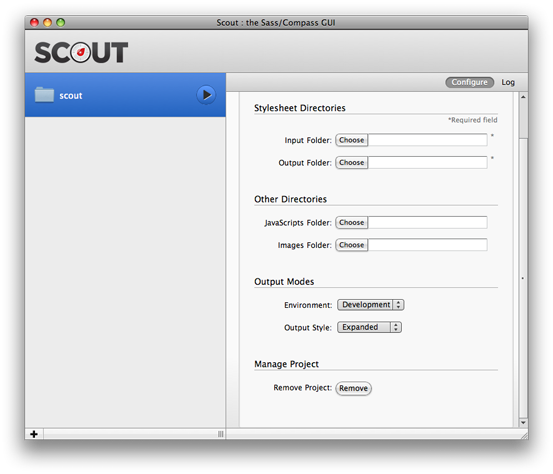 Scout : the Sass/Compass GUI
SCOUT
scout
Configure Log
Stylesheet Directories
*Required field
Input Folder: Choose *
Output Folder: Choose *
Other Directories
JavaScripts Folder: Choose
Images Folder: Choose
Output Modes
Environment: Development
Output Style: Expanded
Manage Project
Remove Project: Remove